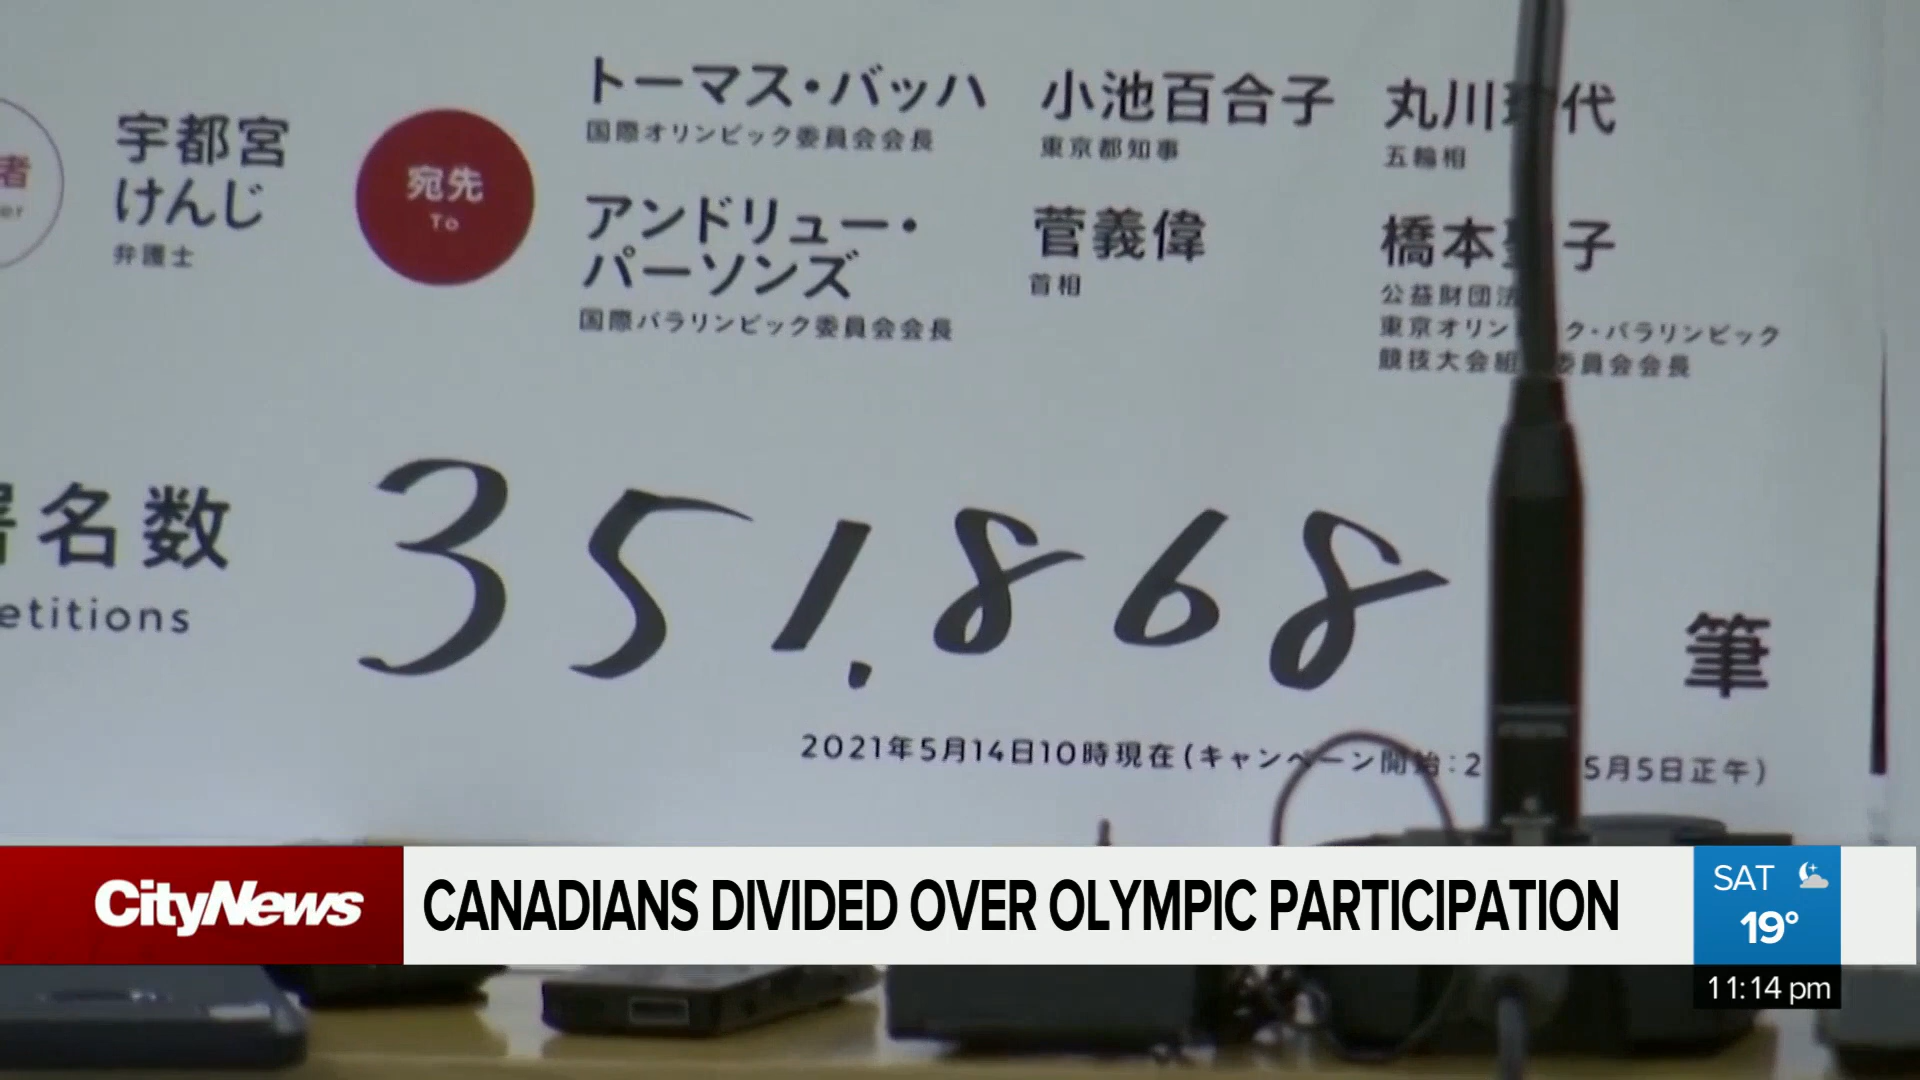 者
er
宇都宮
けんじ
弁護士
宛先
To
トーマス・バッハ
国際オリンピック委員会会長
アンドリュー・
パーソンズ
国際パラリンピック委員会会長
小池百合子
東京都知事
菅義偉
首相
丸川 代
五輪相
橋本 子
公益財団法
東京オリン ク・パラリンピック
競技大会組 委員会会長
署名数
etitions
351,868
筆
2021年5月14日10時現在(キャンペーン開始:2 5月5日正午)
CityNews
CANADIANS DIVIDED OVER OLYMPIC PARTICIPATION
SAT
19°
11:14 pm